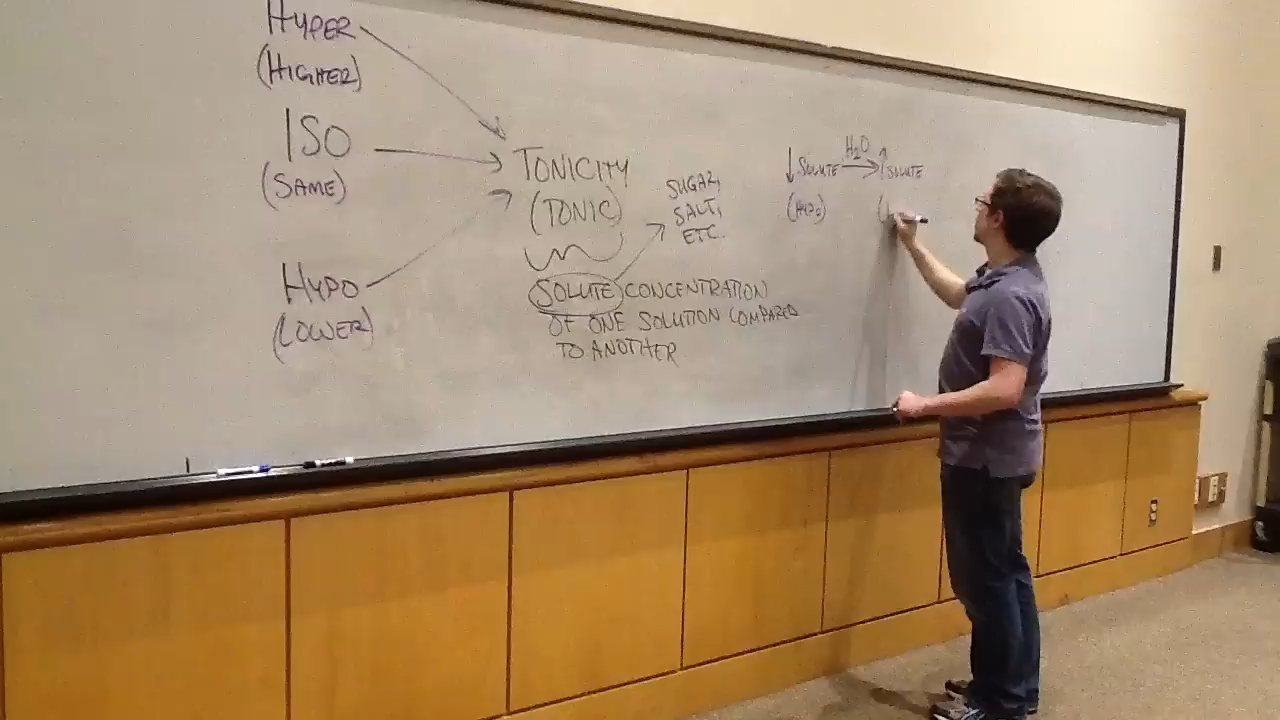 HYPER
(HIGHER)
ISO
(SAME)
HYPO
(LOWER)
TONICITY
(TONIC)
SOLUTE CONCENTRATION
OF ONE SOLUTION COMPARED
TO ANOTHER
SUGAR,
SALT,
ETC.
H2O
↓ SOLUTE → ↑ SOLUTE
(HYPO) (